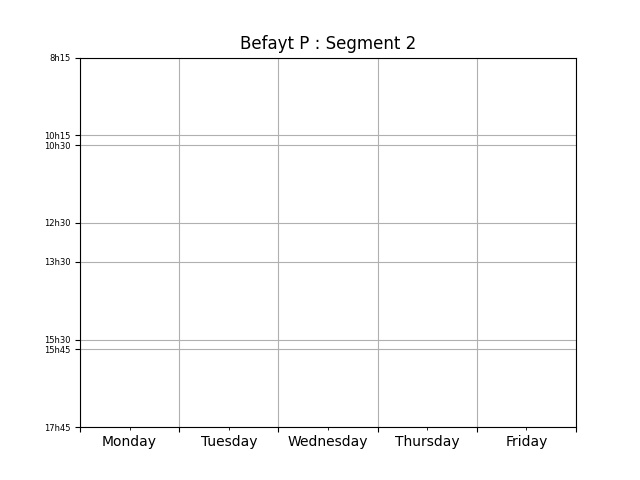 Befayt P : Segment 2
8h15
10h15
10h30
12h30
13h30
15h30
15h45
17h45
Monday Tuesday Wednesday Thursday Friday